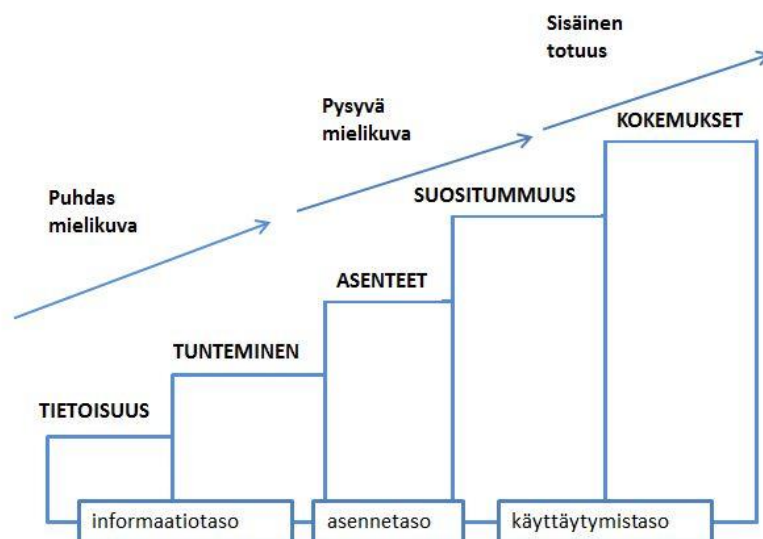 Sisäinen
totuus
Pysyvä
mielikuva
KOKEMUKSET
Puhdas
mielikuva
SUOSITUMMUUS
ASENTEET
TUNTEMINEN
TIETOISUUS
informaatiotaso
asennetaso
käyttäytymistaso